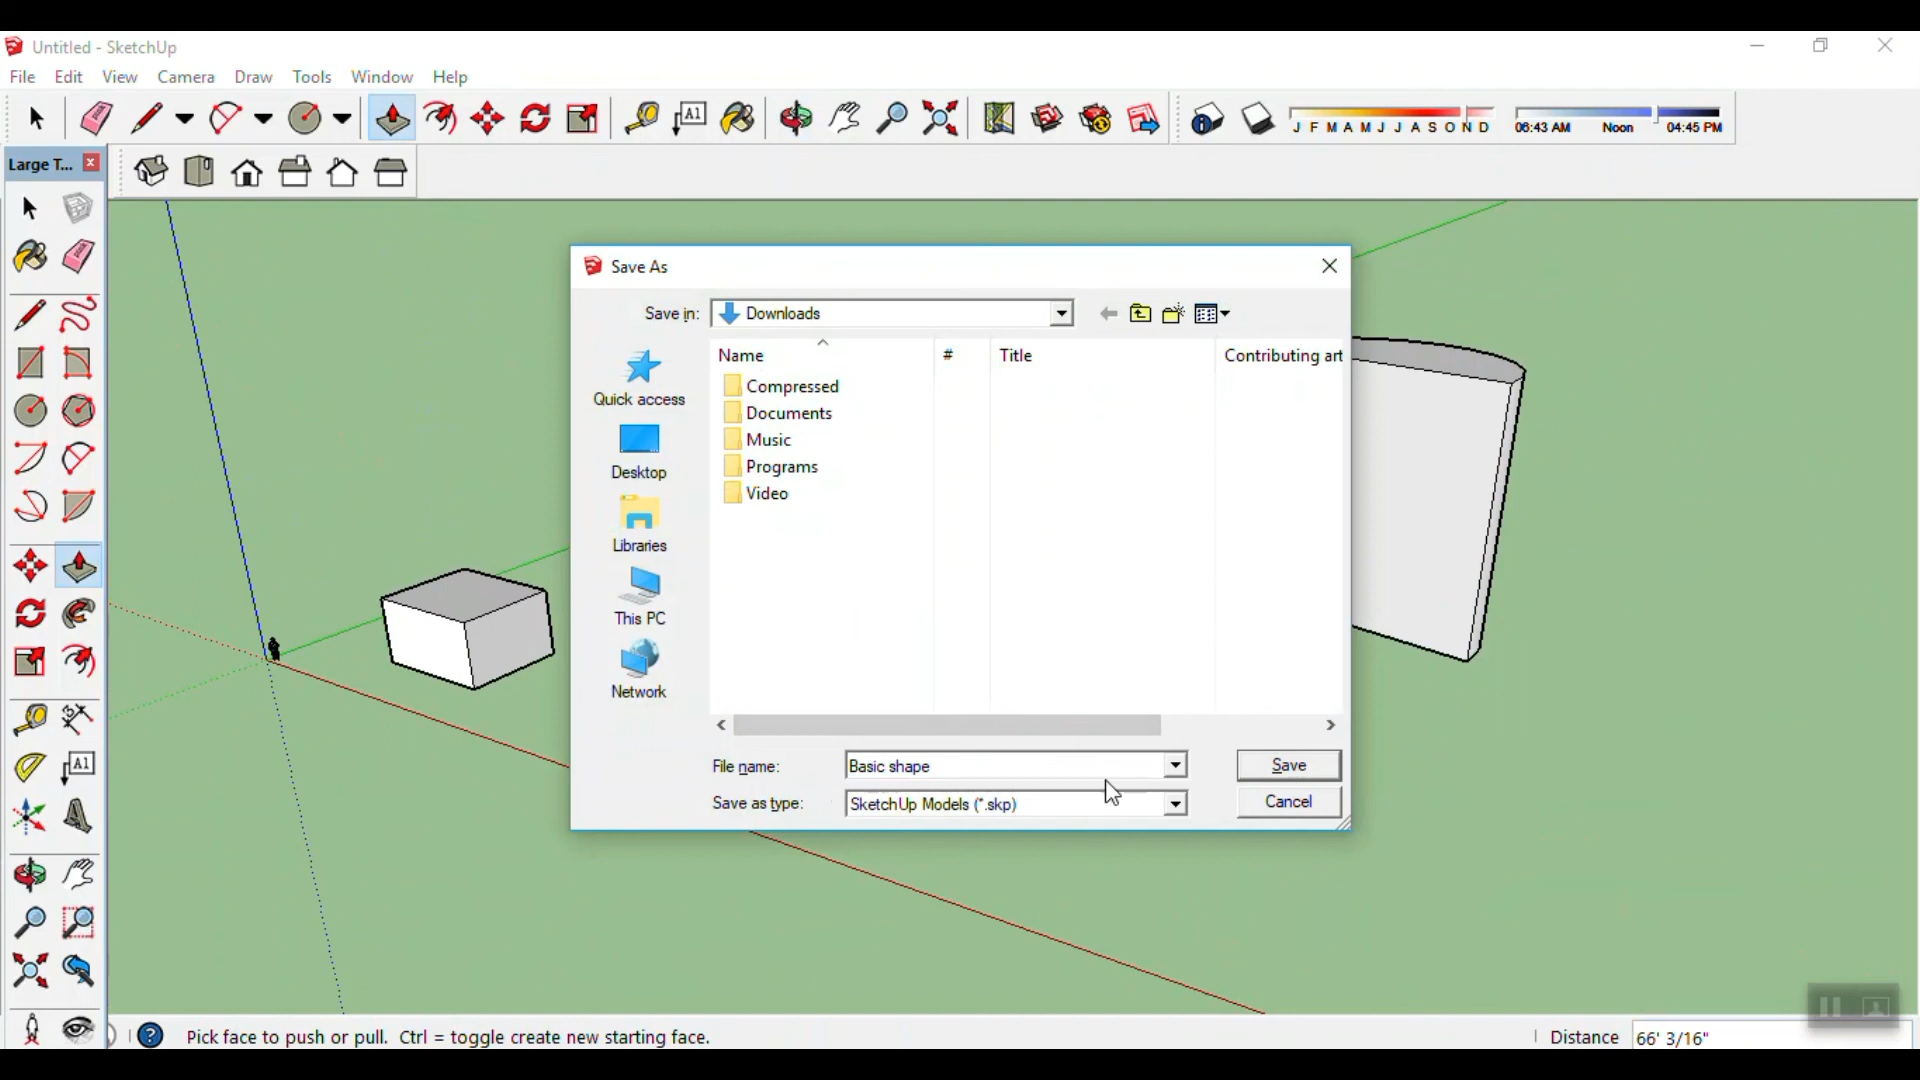 Untitled - SketchUp
File Edit View Camera Draw Tools Window Help
A1
J F M A M J J A S O N D
06:43 AM Noon 04:45 PM
Large T...
Save As
Save in: Downloads
Name # Title Contributing art
Quick access
Desktop
Libraries
This PC
Network
Compressed
Documents
Music
Programs
Video
File name: Basic shape
Save
Save as type: SketchUp Models (*.skp)
Cancel
A1
Pick face to push or pull. Ctrl = toggle create new starting face.
Distance 66' 3/16"